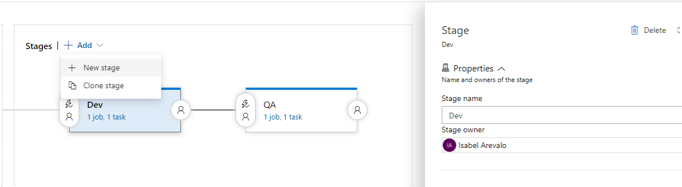 Stages | + Add
New stage
Clone stage
Dev
1 job, 1 task
QA
1 job, 1 task
Stage
Delete
Dev
Properties
Name and owners of the stage
Stage name
Dev
Stage owner
IA Isabel Arevalo